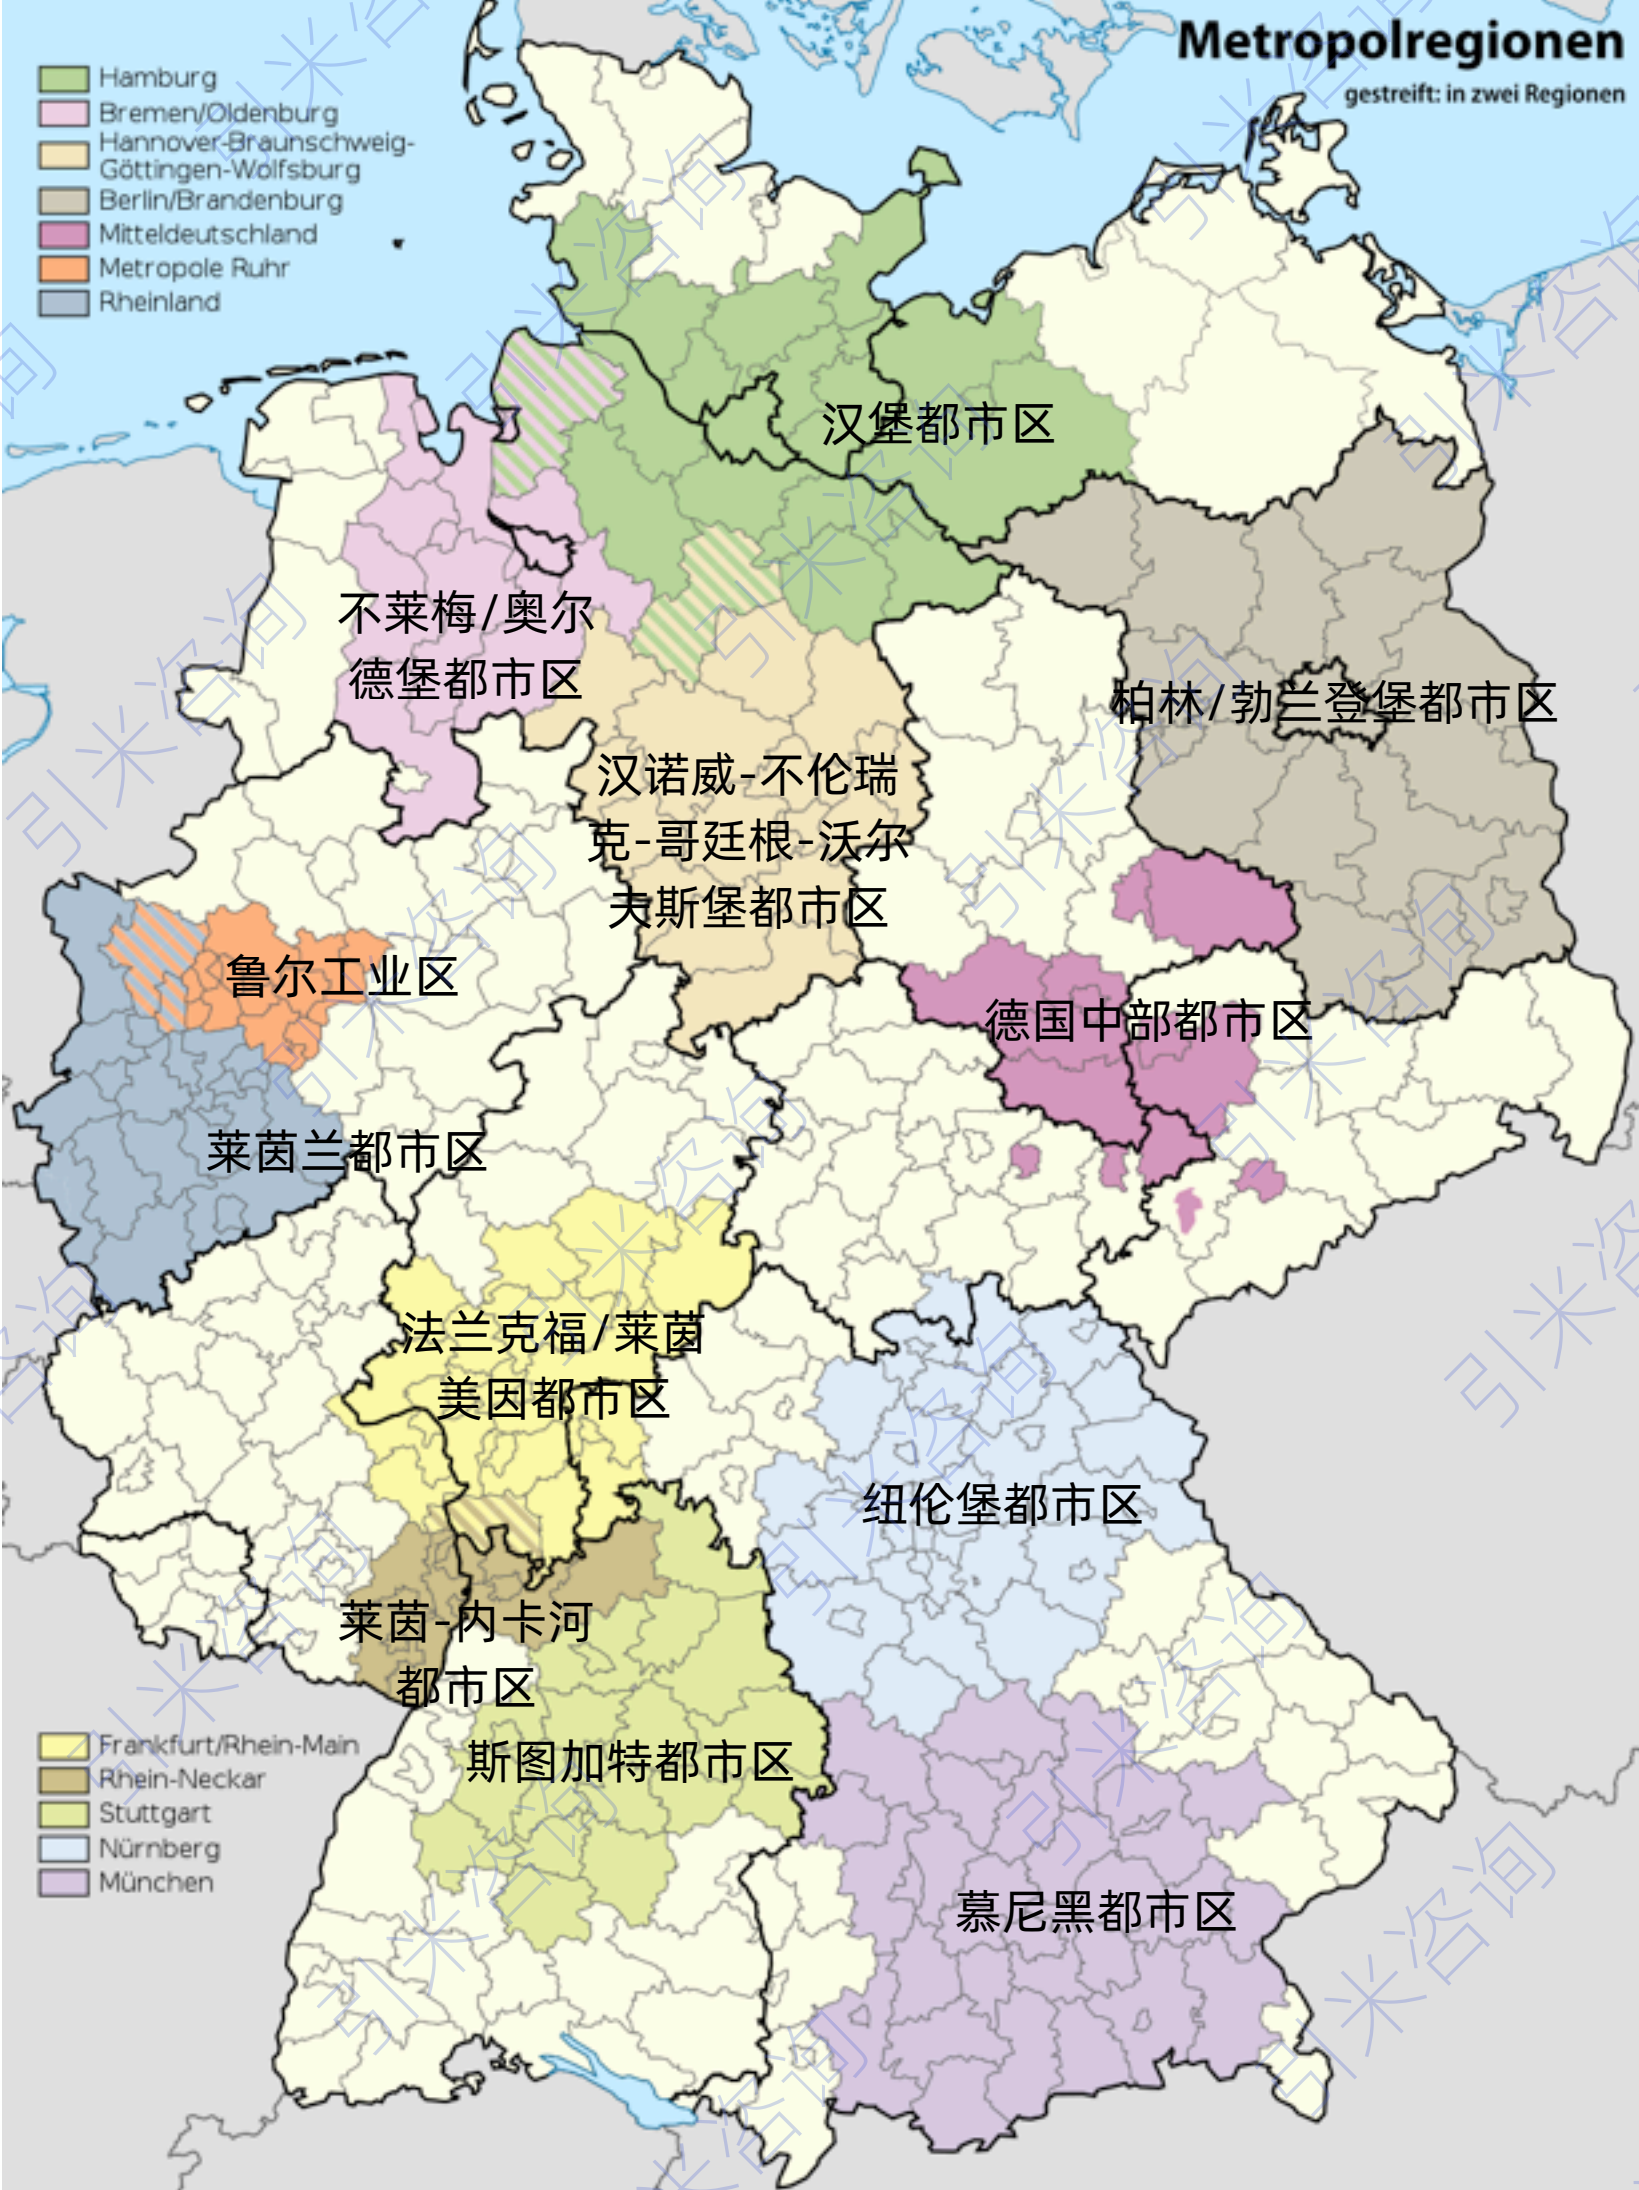 Metropolregionen
gestreift: in zwei Regionen
Hamburg
Bremen/Oldenburg
Hannover-Braunschweig-
Göttingen-Wolfsburg
Berlin/Brandenburg
Mitteldeutschland
Metropole Ruhr
Rheinland
汉堡都市区
不莱梅/奥尔
德堡都市区
柏林/勃兰登堡都市区
汉诺威-不伦瑞
克-哥廷根-沃尔
夫斯堡都市区
鲁尔工业区
德国中部都市区
莱茵兰都市区
法兰克福/莱茵
美因都市区
纽伦堡都市区
莱茵-内卡河
都市区
斯图加特都市区
慕尼黑都市区
Frankfurt/Rhein-Main
Rhein-Neckar
Stuttgart
Nürnberg
München
引米咨询